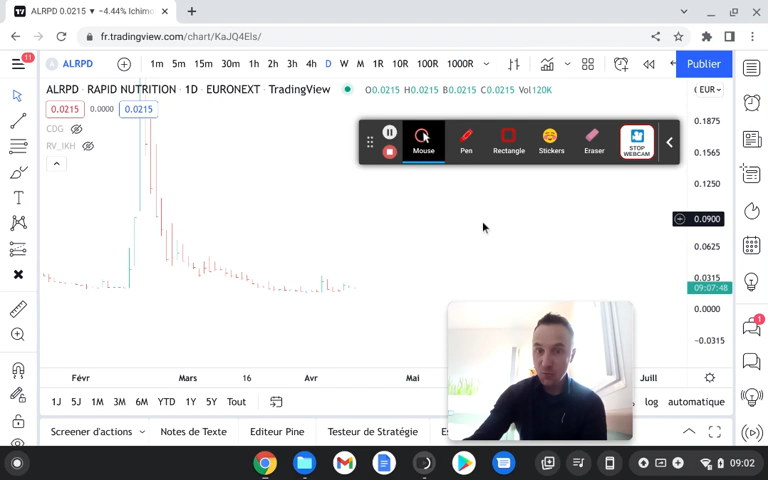 ALRPD 0.0215 ▼ −4.44% Ichimo
fr.tradingview.com/chart/KaJQ4Els/
11
ALRPD
1m 5m 15m 30m 1h 2h 3h 4h D W M 1R 10R 100R 1000R
Publier
ALRPD · RAPID NUTRITION · 1D · EURONEXT · TradingView
O0.0215 H0.0215 B0.0215 C0.0215 Vol120K
EUR
0.0215 0.0000 0.0215
CDG
RV_IKH
Mouse Pen Rectangle Stickers Eraser STOP WEBCAM
0.1875
0.1565
0.1250
0.0900
0.0625
0.0315
09:07:48
0.0000
-0.0315
1
Févr Mars 16 Avr Mai Juill
1J 5J 1M 3M 6M YTD 1Y 5Y Tout
log automatique
Screener d'actions Notes de Texte Editeur Pine Testeur de Stratégie
09:02